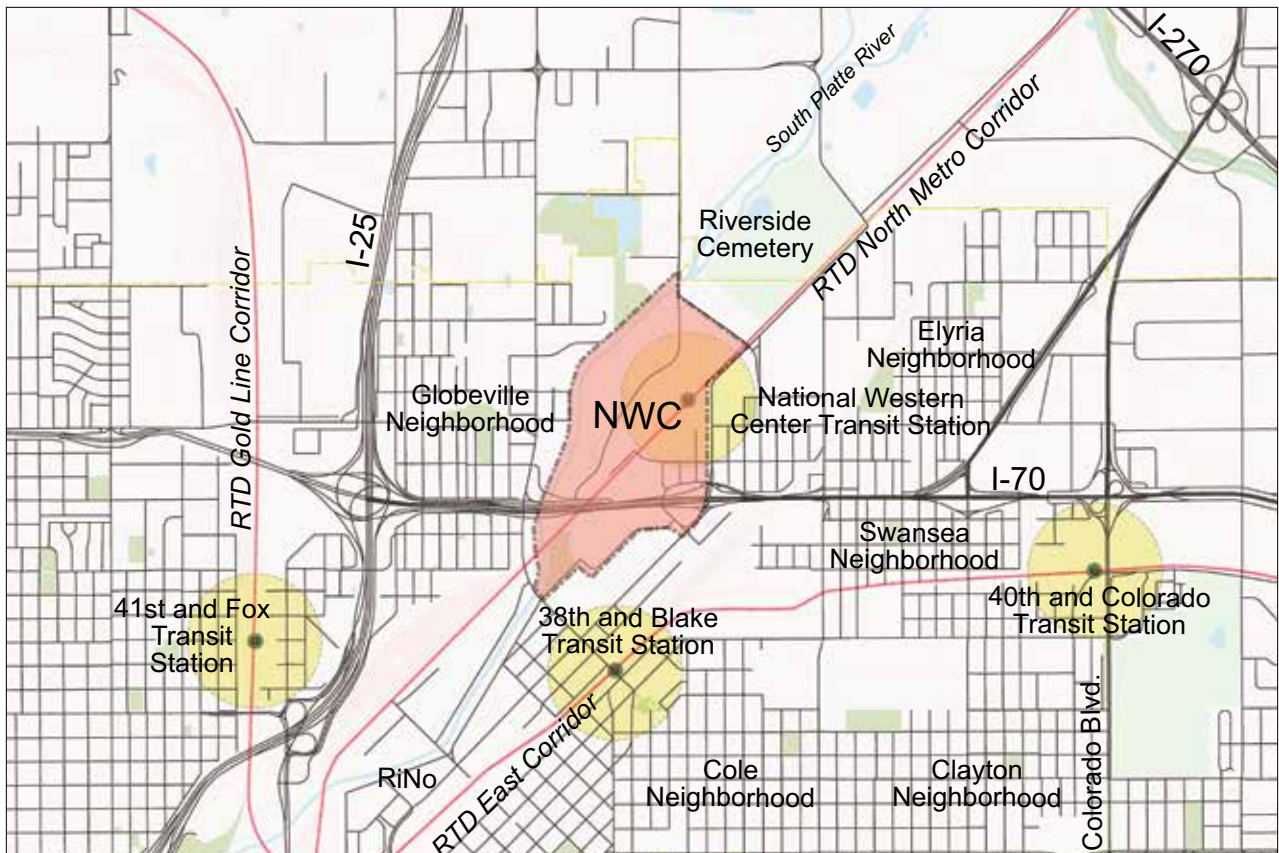 I-270
South Platte River
RTD North Metro Corridor
I-25
Riverside
Cemetery
RTD Gold Line Corridor
Elyria
Neighborhood
Globeville
Neighborhood
NWC
National Western
Center Transit Station
I-70
Swansea
Neighborhood
41st and Fox
Transit
Station
38th and Blake
Transit Station
40th and Colorado
Transit Station
Colorado Blvd.
RTD East Corridor
RiNo
Cole
Neighborhood
Clayton
Neighborhood